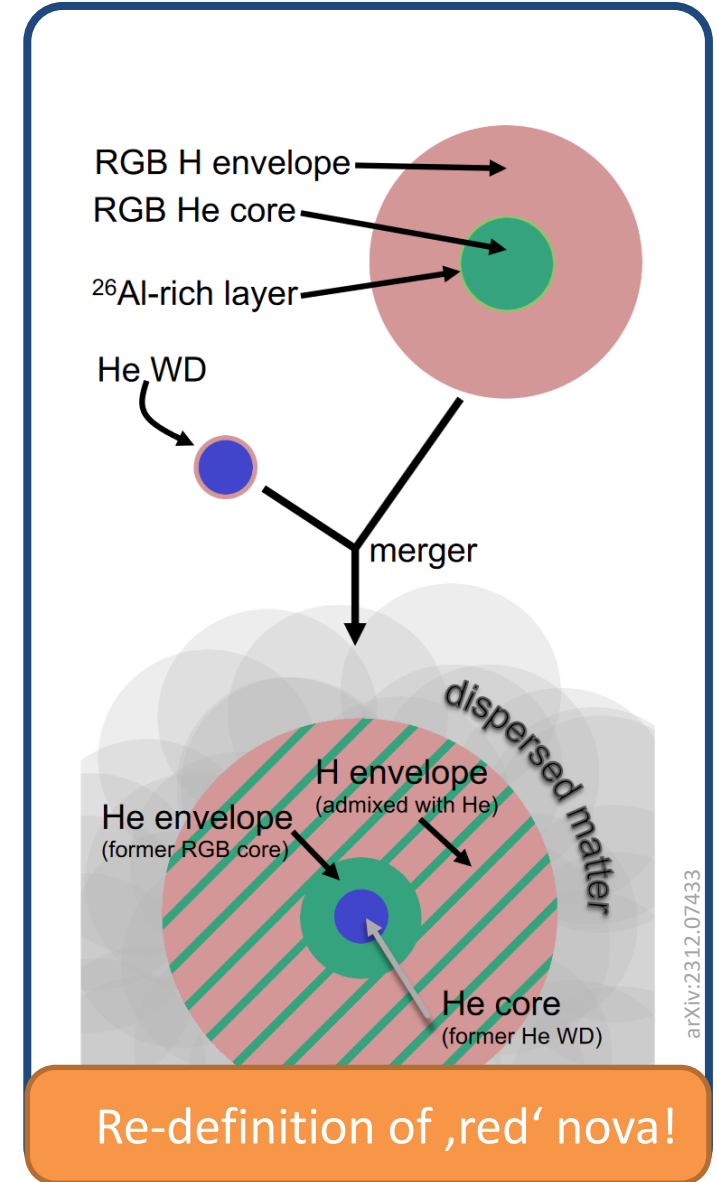 RGB H envelope
RGB He core
²⁶Al-rich layer
He WD
merger
dispersed matter
H envelope
(admixed with He)
He envelope
(former RGB core)
He core
(former He WD)
arXiv:2312.07433
Re-definition of ‚red‘ nova!